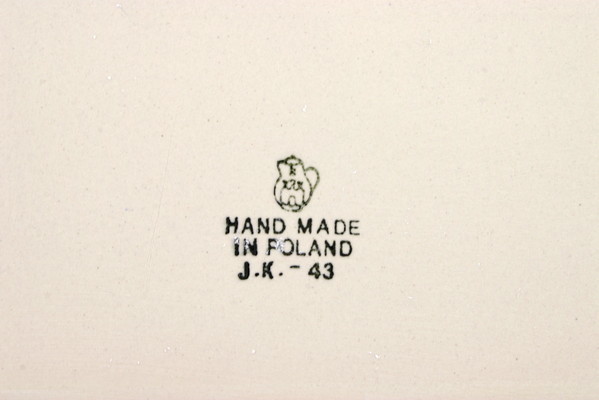 HAND MADE
IN POLAND
J.K. - 43